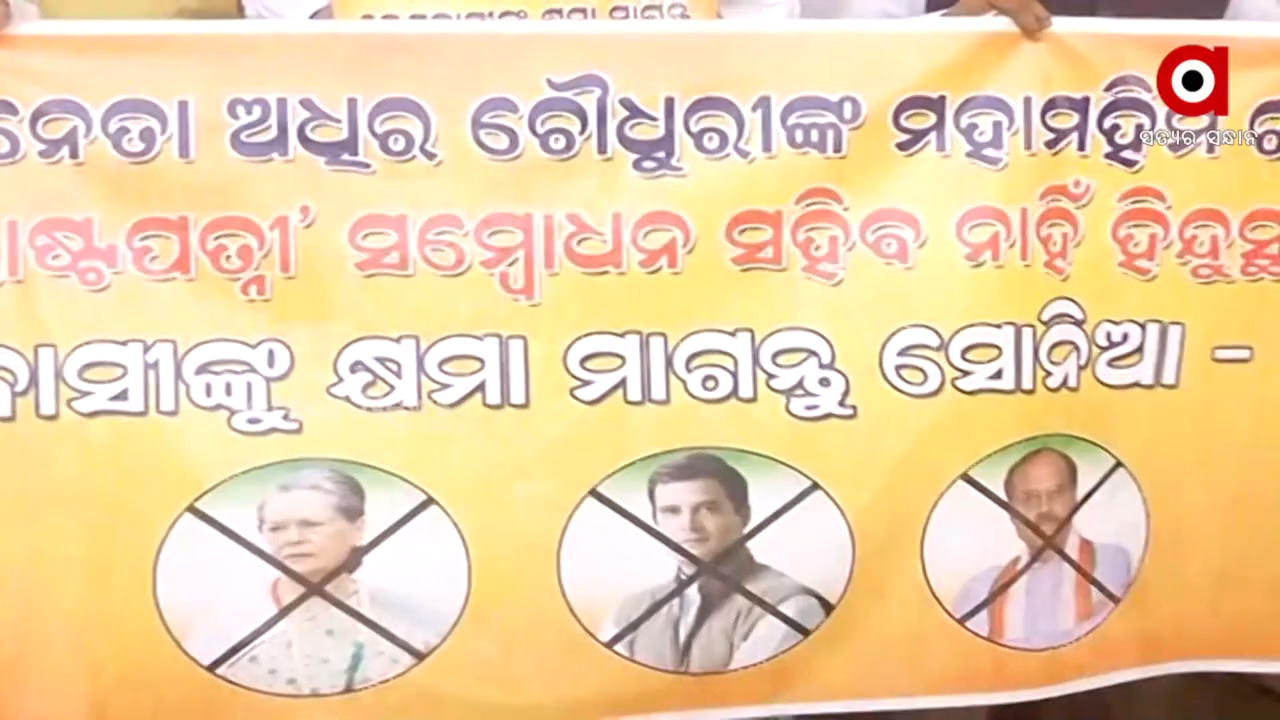 ନେତା ଅଧିର ଚୌଧୁରୀଙ୍କ ମହାମହିମ
ସତ୍ୟର ସନ୍ଧାନ
ରାଷ୍ଟ୍ରପତ୍ନୀ’ ସମ୍ବୋଧନ ସହିବ ନାହିଁ
ବାସୀଙ୍କୁ କ୍ଷମା ମାଗନ୍ତୁ ସୋନିଆ -